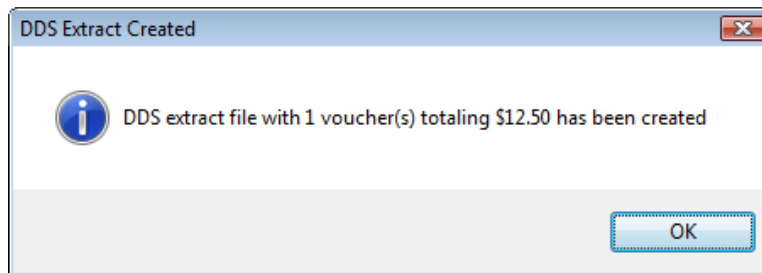 DDS Extract Created
DDS extract file with 1 voucher(s) totaling $12.50 has been created
OK